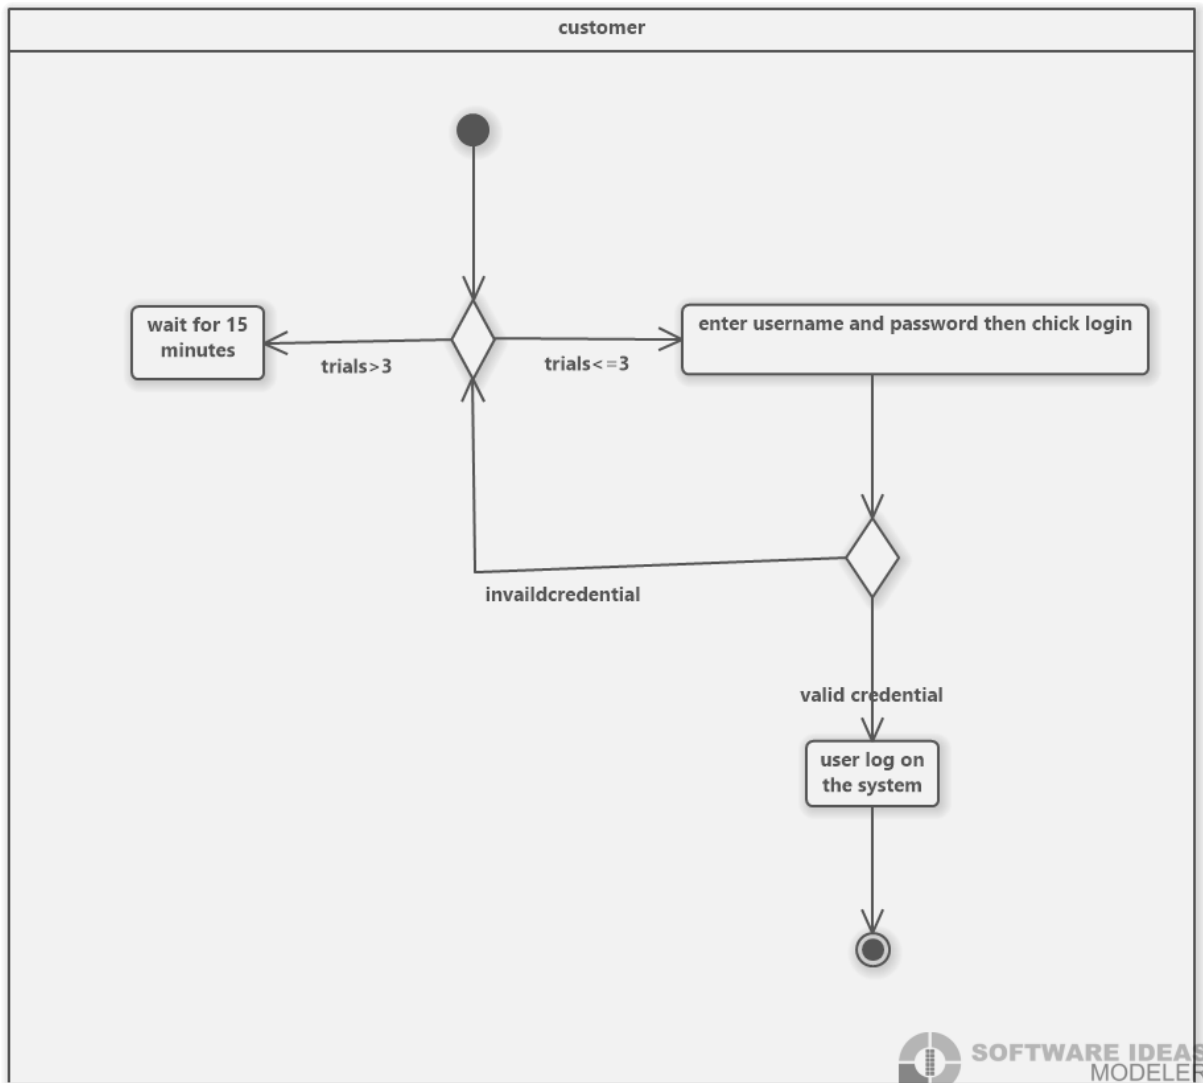 customer
wait for 15
minutes
trials>3
trials<=3
enter username and password then chick login
invaildcredential
valid credential
user log on
the system
SOFTWARE IDEAS
MODELER